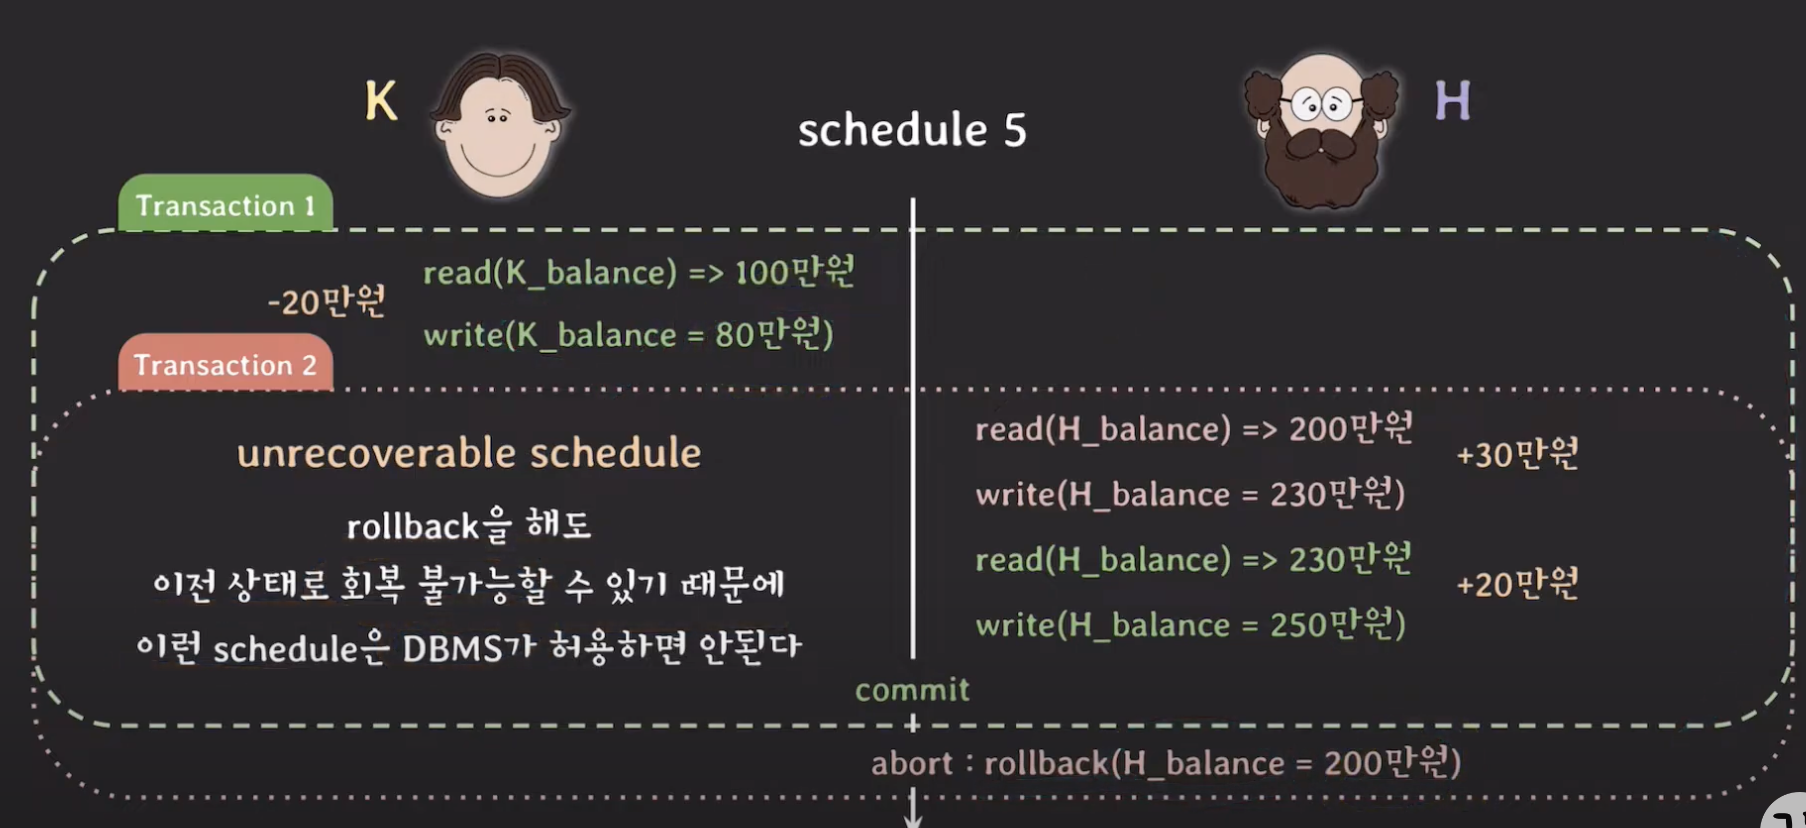 K
schedule 5
H
Transaction 1
read(K_balance) => 100만원
-20만원
write(K_balance = 80만원)
Transaction 2
read(H_balance) => 200만원
+30만원
unrecoverable schedule
write(H_balance = 230만원)
rollback을 해도
read(H_balance) => 230만원
+20만원
이전 상태로 회복 불가능할 수 있기 때문에
write(H_balance = 250만원)
이런 schedule은 DBMS가 허용하면 안된다
commit
abort : rollback(H_balance = 200만원)